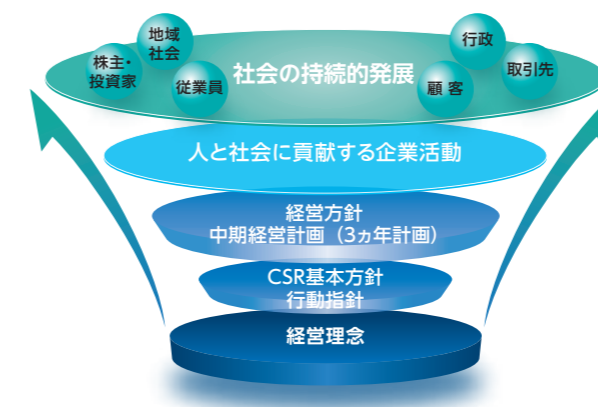 地域
社会
株主・
投資家
従業員
社会の持続的発展
行政
取引先
顧 客
人と社会に貢献する企業活動
経営方針
中期経営計画（3ヵ年計画）
CSR基本方針
行動指針
経営理念